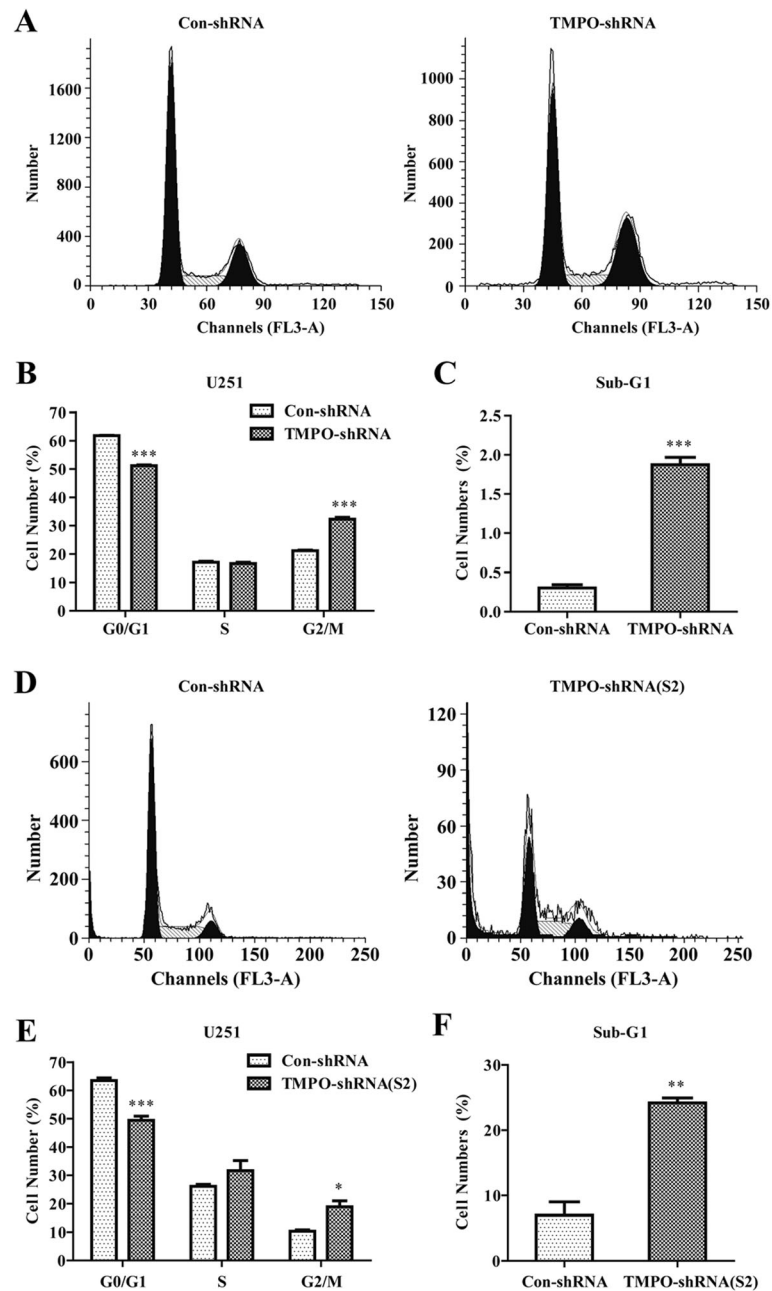 A
Con-shRNA
TMPO-shRNA
Number
1600
1200
800
400
0
0 30 60 90 120 150
Channels (FL3-A)
Number
1000
800
600
400
200
0
0 30 60 90 120 150
Channels (FL3-A)
B
U251
Con-shRNA
TMPO-shRNA
Cell Number (%)
70
60
50
40
30
20
10
0
***
***
G0/G1 S G2/M
C
Sub-G1
Cell Numbers (%)
2.5
2.0
1.5
1.0
0.5
0.0
***
Con-shRNA TMPO-shRNA
D
Con-shRNA
TMPO-shRNA(S2)
Number
600
400
200
0
0 50 100 150 200 250
Channels (FL3-A)
Number
120
90
60
30
0
0 50 100 150 200 250
Channels (FL3-A)
E
U251
Con-shRNA
TMPO-shRNA(S2)
Cell Number (%)
70
60
50
40
30
20
10
0
***
*
G0/G1 S G2/M
F
Sub-G1
Cell Numbers (%)
30
20
10
0
**
Con-shRNA TMPO-shRNA(S2)